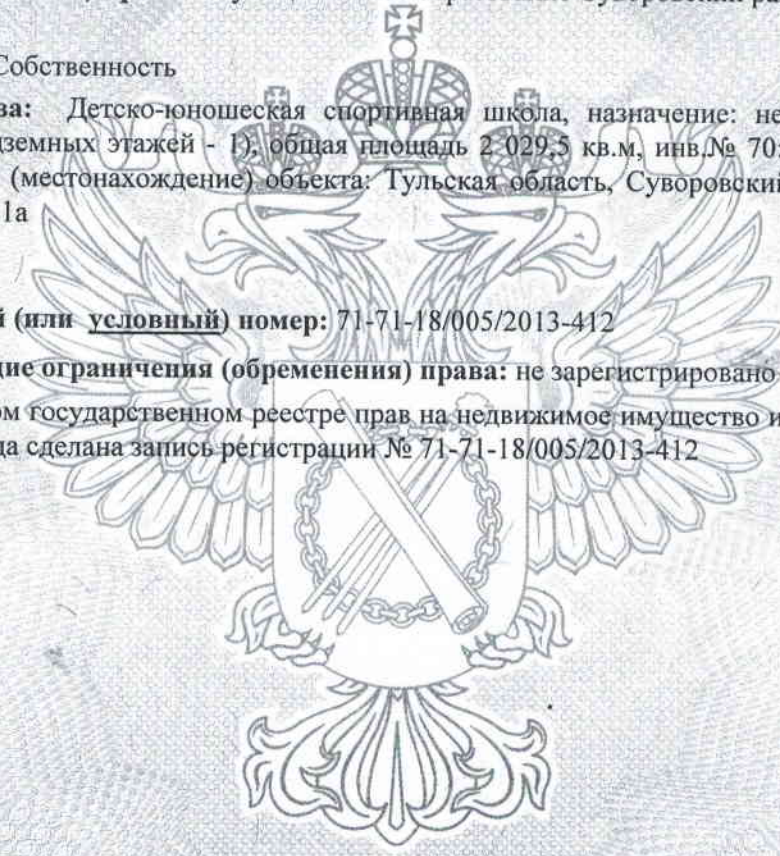 Собственность
ва: Детско-юношеская спортивная школа, назначение: не
дземных этажей - 1), общая площадь 2 029,5 кв.м, инв.№ 70:
(местонахождение) объекта: Тульская область, Суворовский
1а
й (или условный) номер: 71-71-18/005/2013-412
щие ограничения (обременения) права: не зарегистрировано
ом государственном реестре прав на недвижимое имущество и
да сделана запись регистрации № 71-71-18/005/2013-412